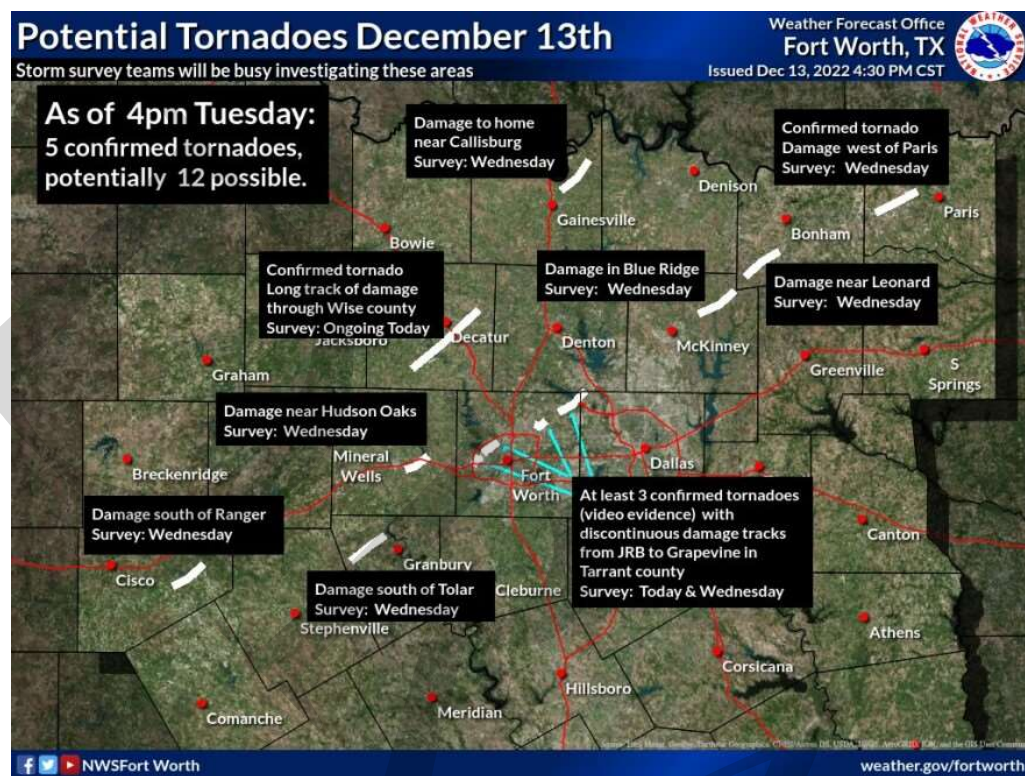 Potential Tornadoes December 13th
Storm survey teams will be busy investigating these areas
Weather Forecast Office
Fort Worth, TX
Issued Dec 13, 2022 4:30 PM CST
NATIONAL WEATHER SERVICE
As of 4pm Tuesday:
5 confirmed tornadoes,
potentially 12 possible.
Damage to home
near Callisburg
Survey: Wednesday
Confirmed tornado
Damage west of Paris
Survey: Wednesday
Denison
Gainesville
Paris
Bonham
Bowie
Confirmed tornado
Long track of damage
through Wise county
Survey: Ongoing Today
Damage in Blue Ridge
Survey: Wednesday
Damage near Leonard
Survey: Wednesday
Jacksboro
Decatur
Denton
McKinney
Greenville
S
Springs
Graham
Damage near Hudson Oaks
Survey: Wednesday
Mineral
Wells
Breckenridge
Fort
Worth
Dallas
At least 3 confirmed tornadoes
(video evidence) with
discontinuous damage tracks
from JRB to Grapevine in
Tarrant county
Survey: Today & Wednesday
Damage south of Ranger
Survey: Wednesday
Canton
Cisco
Granbury
Damage south of Tolar
Survey: Wednesday
Cleburne
Stephenville
Athens
Corsicana
Hillsboro
Comanche
Meridian
NWSFort Worth
weather.gov/fortworth